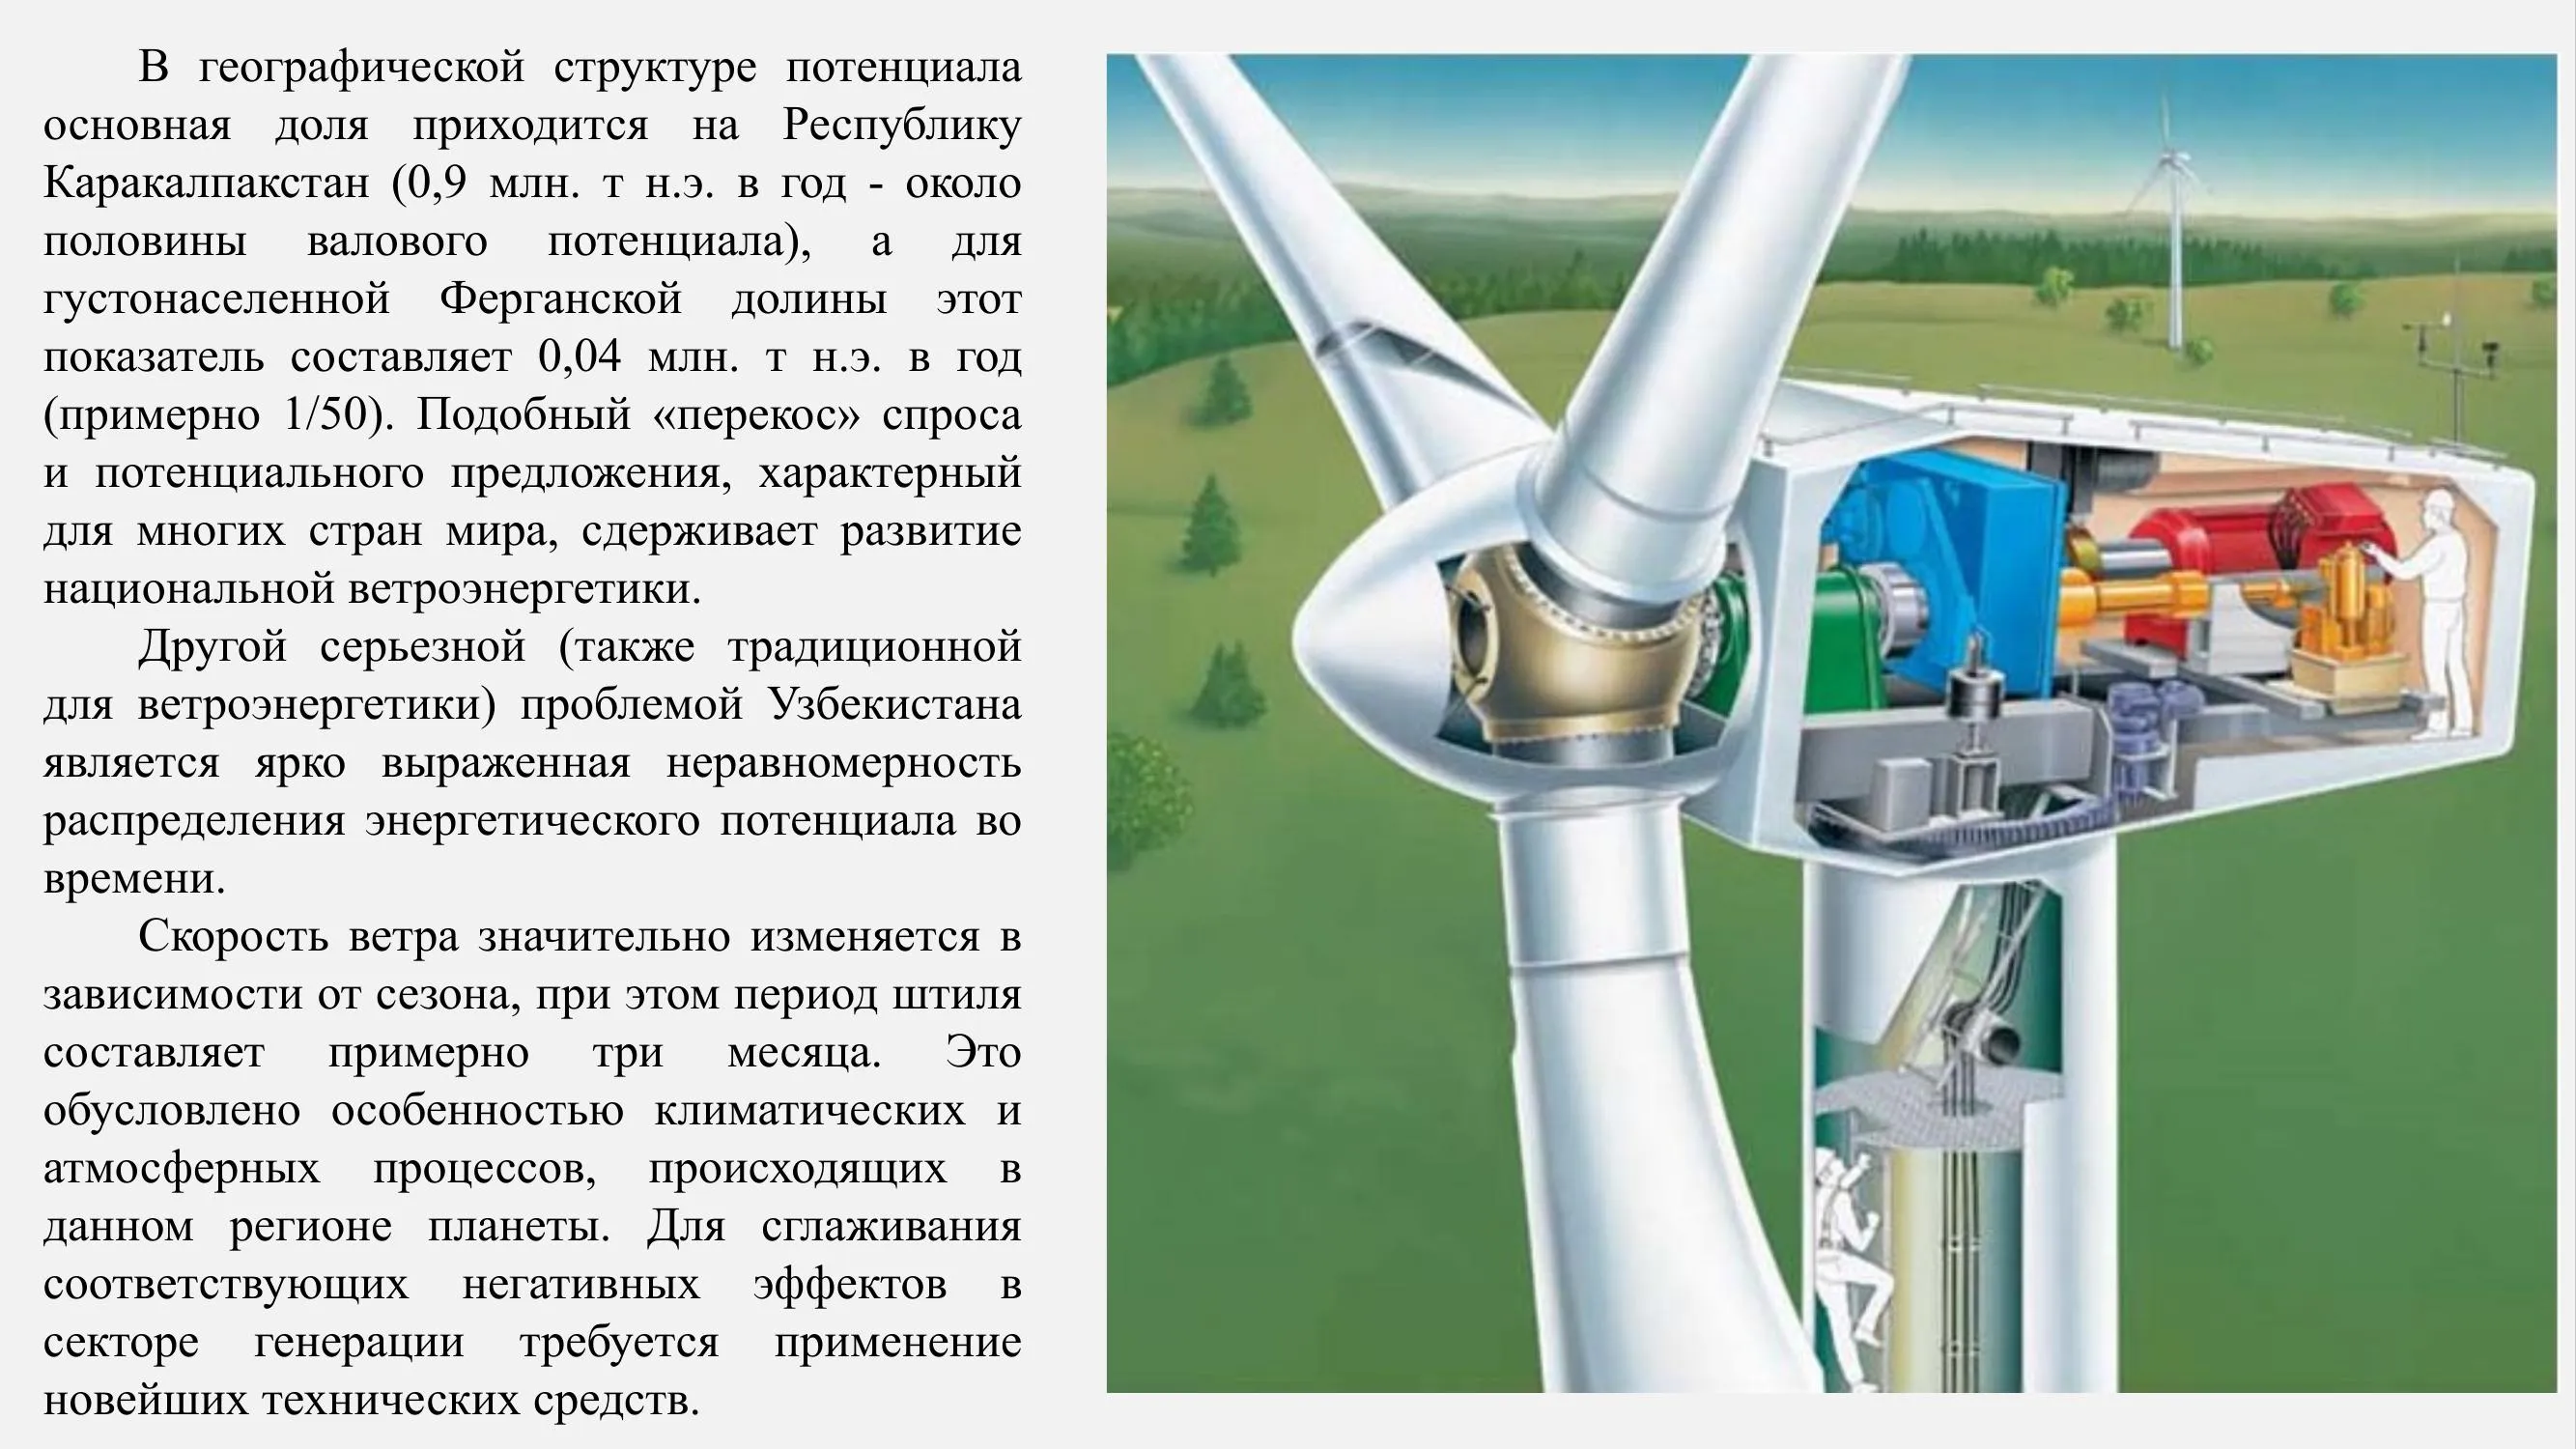 В географической структуре потенциала
основная доля приходится на Республику
Каракалпакстан (0,9 млн. т н.э. в год - около
половины валового потенциала), а для
густонаселенной Ферганской долины этот
показатель составляет 0,04 млн. т н.э. в год
(примерно 1/50). Подобный «перекос» спроса
и потенциального предложения, характерный
для многих стран мира, сдерживает развитие
национальной ветроэнергетики.
Другой серьезной (также традиционной
для ветроэнергетики) проблемой Узбекистана
является ярко выраженная неравномерность
распределения энергетического потенциала во
времени.
Скорость ветра значительно изменяется в
зависимости от сезона, при этом период штиля
составляет примерно три месяца. Это
обусловлено особенностью климатических и
атмосферных процессов, происходящих в
данном регионе планеты. Для сглаживания
соответствующих негативных эффектов в
секторе генерации требуется применение
новейших технических средств.